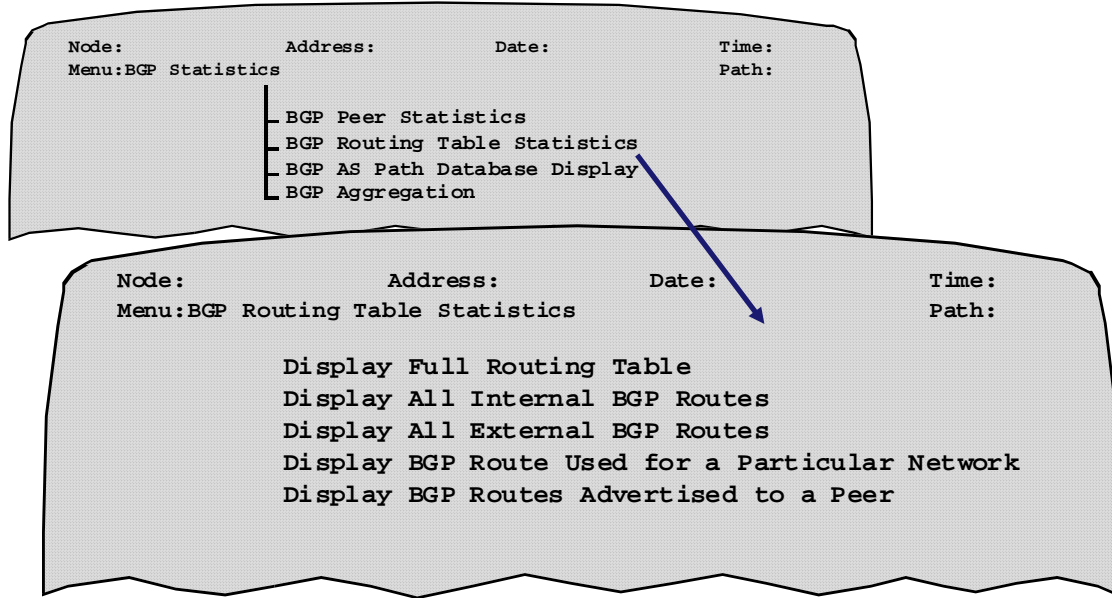 Node: Address: Date: Time:
Menu:BGP Statistics Path:
BGP Peer Statistics
BGP Routing Table Statistics
BGP AS Path Database Display
BGP Aggregation
Node: Address: Date: Time:
Menu:BGP Routing Table Statistics Path:
Display Full Routing Table
Display All Internal BGP Routes
Display All External BGP Routes
Display BGP Route Used for a Particular Network
Display BGP Routes Advertised to a Peer